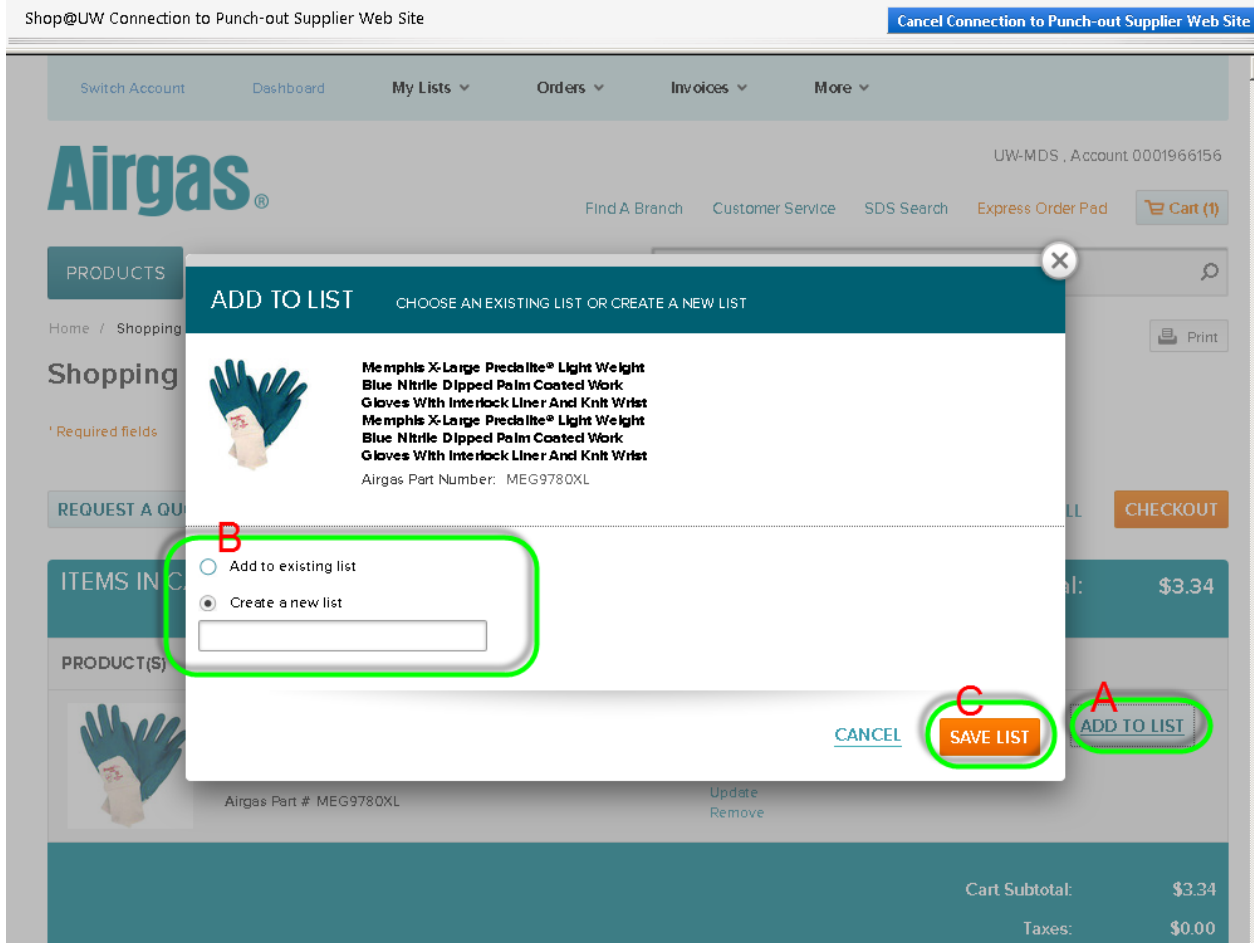 Shop@UW Connection to Punch-out Supplier Web Site
Cancel Connection to Punch-out Supplier Web Site
Switch Account Dashboard My Lists Orders Invoices More
Airgas®
UW-MDS , Account 0001966156
Find A Branch Customer Service SDS Search Express Order Pad Cart (1)
PRODUCTS
ADD TO LIST CHOOSE AN EXISTING LIST OR CREATE A NEW LIST
Home / Shopping
Print
Shopping
Memphis X-Large Predalite® Light Weight
Blue Nitrile Dipped Palm Coated Work
Gloves With Interlock Liner And Knit Wrist
Memphis X-Large Predalite® Light Weight
Blue Nitrile Dipped Palm Coated Work
Gloves With Interlock Liner And Knit Wrist
* Required fields
Airgas Part Number: MEG9780XL
REQUEST A QU
LL
CHECKOUT
B
Add to existing list
ITEMS IN CA
al: $3.34
Create a new list
PRODUCT(S)
C
A
CANCEL
SAVE LIST
ADD TO LIST
Airgas Part # MEG9780XL
Update
Remove
Cart Subtotal: $3.34
Taxes: $0.00